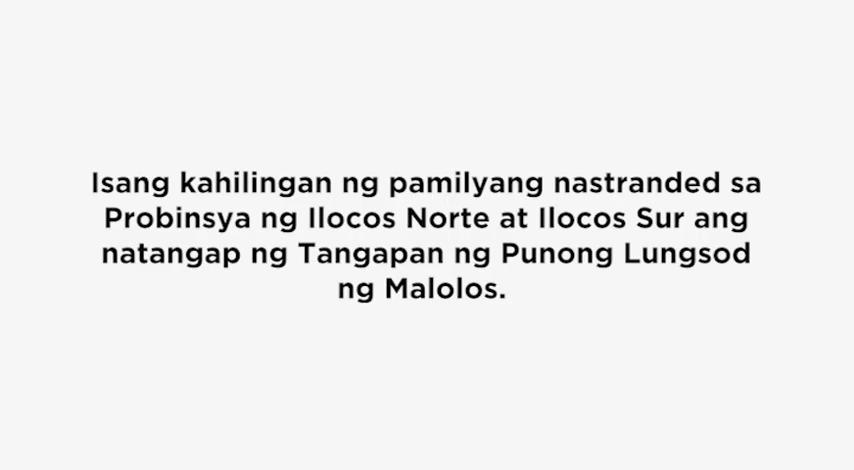 Isang kahilingan ng pamilyang nastranded sa
Probinsya ng Ilocos Norte at Ilocos Sur ang
natangap ng Tangapan ng Punong Lungsod
ng Malolos.